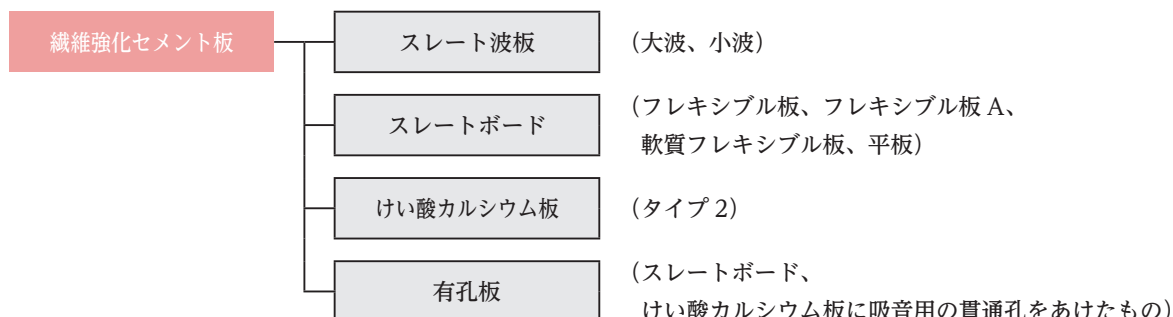 繊維強化セメント板
スレート波板
（大波、小波）
スレートボード
（フレキシブル板、フレキシブル板 A、
軟質フレキシブル板、平板）
けい酸カルシウム板
（タイプ 2）
有孔板
（スレートボード、
けい酸カルシウム板に吸音用の貫通孔をあけたもの）